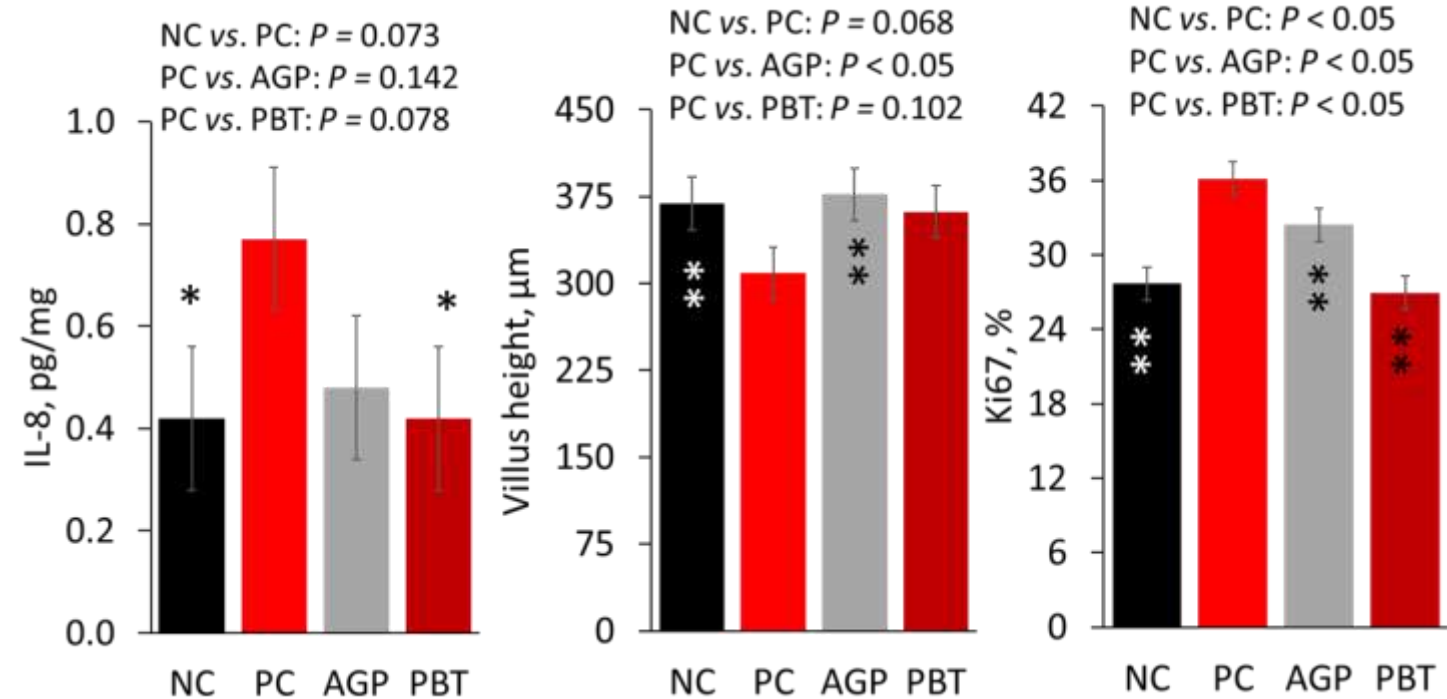 NC vs. PC: P = 0.073
PC vs. AGP: P = 0.142
PC vs. PBT: P = 0.078
IL-8, pg/mg
1.0
0.8
0.6
0.4
0.2
0.0
*
*
NC PC AGP PBT
NC vs. PC: P = 0.068
PC vs. AGP: P < 0.05
PC vs. PBT: P = 0.102
Villus height, µm
450
375
300
225
150
75
0
**
**
NC PC AGP PBT
NC vs. PC: P < 0.05
PC vs. AGP: P < 0.05
PC vs. PBT: P < 0.05
Ki67, %
42
36
30
24
18
12
6
0
**
**
**
NC PC AGP PBT